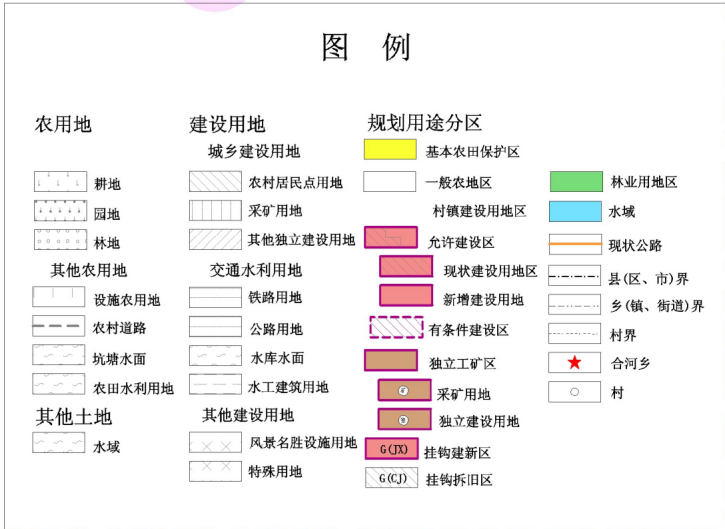 图 例
农用地
耕地
园地
林地
其他农用地
设施农用地
农村道路
坑塘水面
农田水利用地
其他土地
水域
建设用地
城乡建设用地
农村居民点用地
采矿用地
其他独立建设用地
交通水利用地
铁路用地
公路用地
水库水面
水工建筑用地
其他建设用地
风景名胜设施用地
特殊用地
规划用途分区
基本农田保护区
一般农地区
村镇建设用地区
允许建设区
现状建设用地区
新增建设用地
有条件建设区
独立工矿区
采矿用地
独立建设用地
G(JX) 挂钩建新区
G(CJ) 挂钩拆旧区
林业用地区
水域
现状公路
县(区、市)界
乡(镇、街道)界
村界
合河乡
村